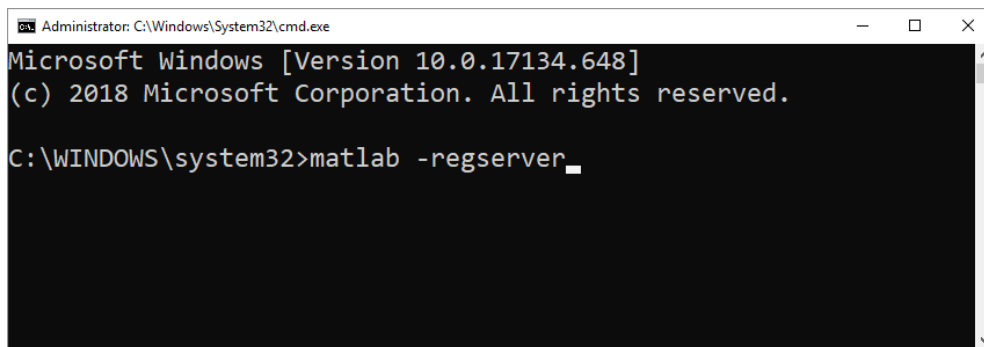 Administrator: C:\Windows\System32\cmd.exe
Microsoft Windows [Version 10.0.17134.648]
(c) 2018 Microsoft Corporation. All rights reserved.
C:\WINDOWS\system32>matlab -regserver